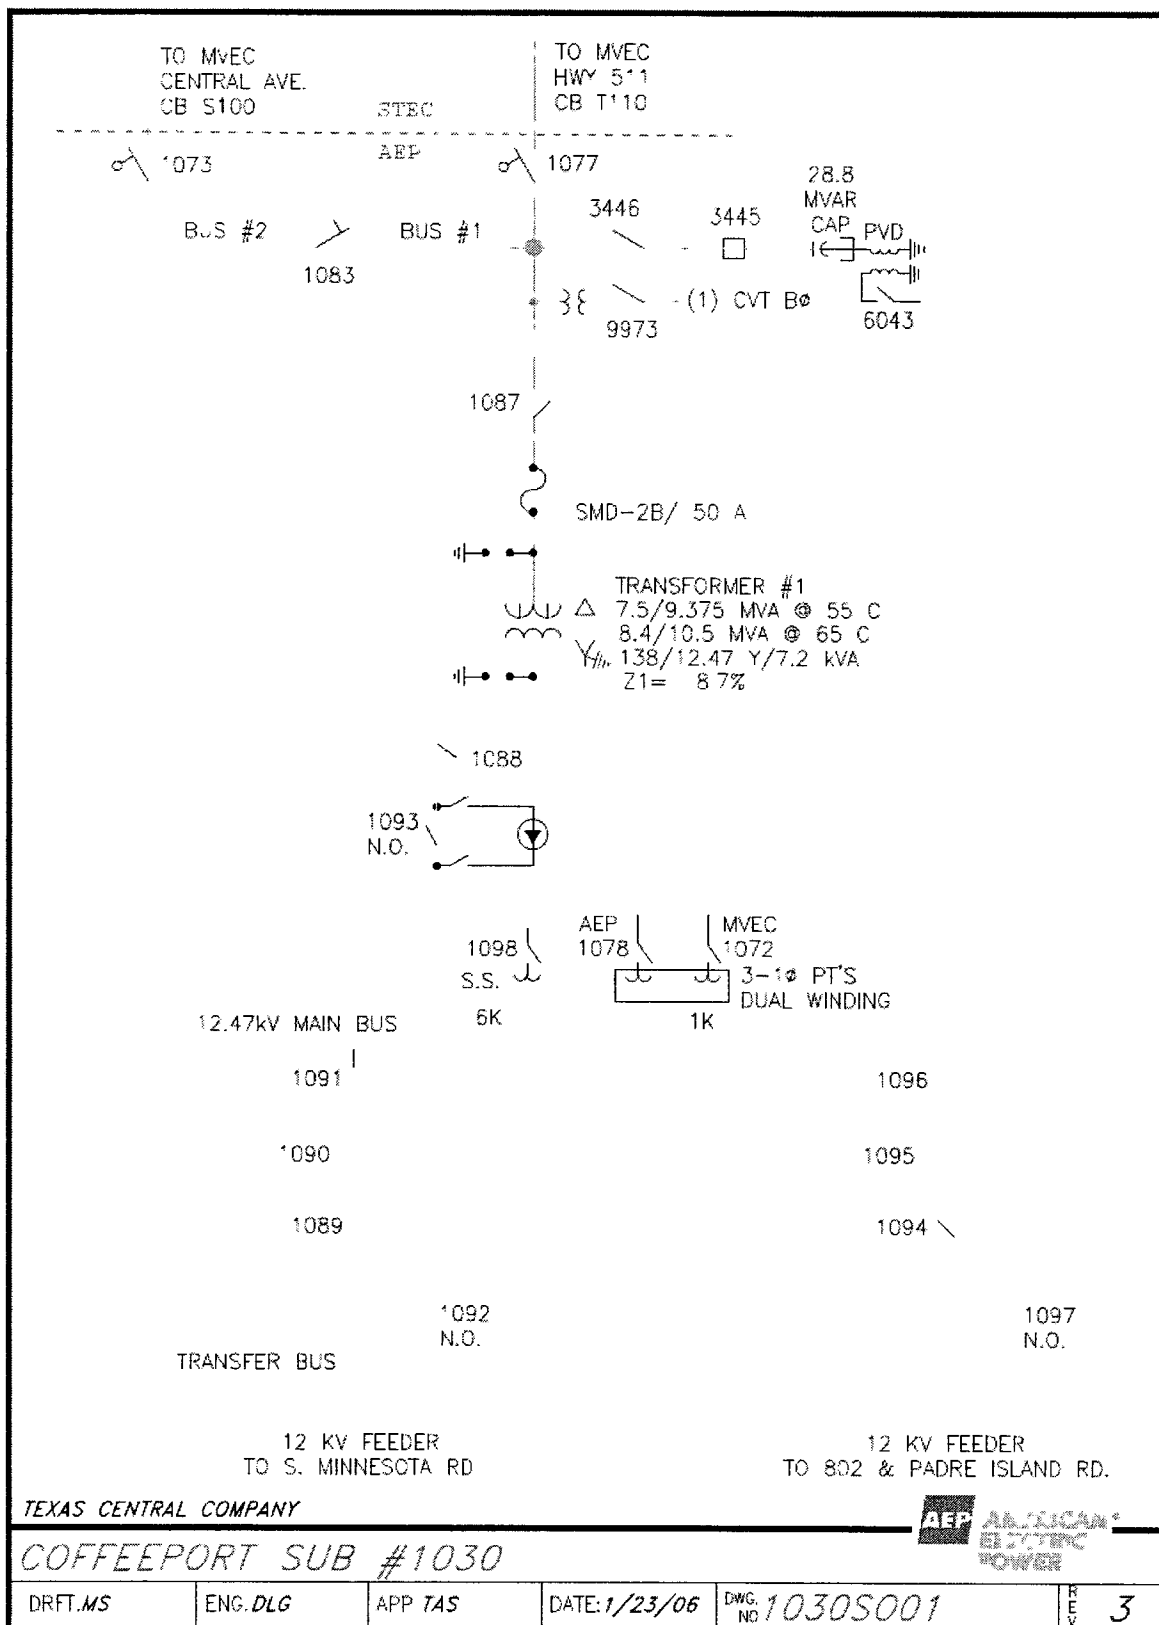 TO MVEC
CENTRAL AVE.
CB S100
TO MVEC
HWY 511
CB T110
STEC
AEP
1073
1077
28.8
MVAR
CAP
PVD
3446
3445
BUS #2
BUS #1
1083
9973
(1) CVT BØ
6043
1087
SMD-2B/ 50 A
TRANSFORMER #1
7.5/9.375 MVA @ 55 C
8.4/10.5 MVA @ 65 C
138/12.47 Y/7.2 kVA
Z1= 8.7%
1088
1093
N.O.
AEP
1078
MVEC
1072
1098
S.S.
3-1Ø PT'S
DUAL WINDING
1K
12.47kV MAIN BUS
1091
1096
1090
1095
1089
1094
1092
N.O.
1097
N.O.
TRANSFER BUS
12 KV FEEDER
TO S. MINNESOTA RD
12 KV FEEDER
TO 802 & PADRE ISLAND RD.
TEXAS CENTRAL COMPANY
AEP AMERICAN
ELECTRIC
POWER
COFFEEPORT SUB #1030
DRFT.MS
ENG.DLG
APP TAS
DATE:1/23/06
DWG. NO 1030S001
REV 3